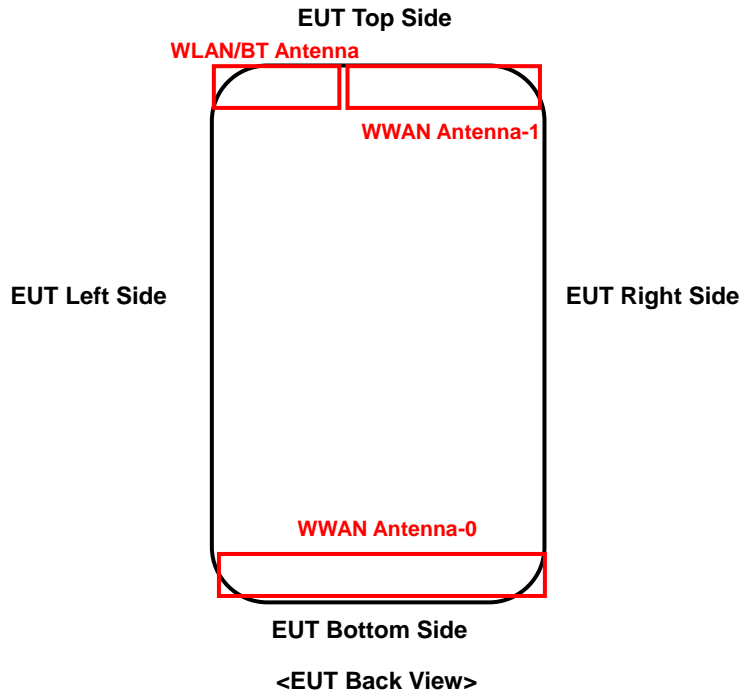 EUT Top Side
WLAN/BT Antenna
WWAN Antenna-1
EUT Left Side
EUT Right Side
WWAN Antenna-0
EUT Bottom Side
<EUT Back View>